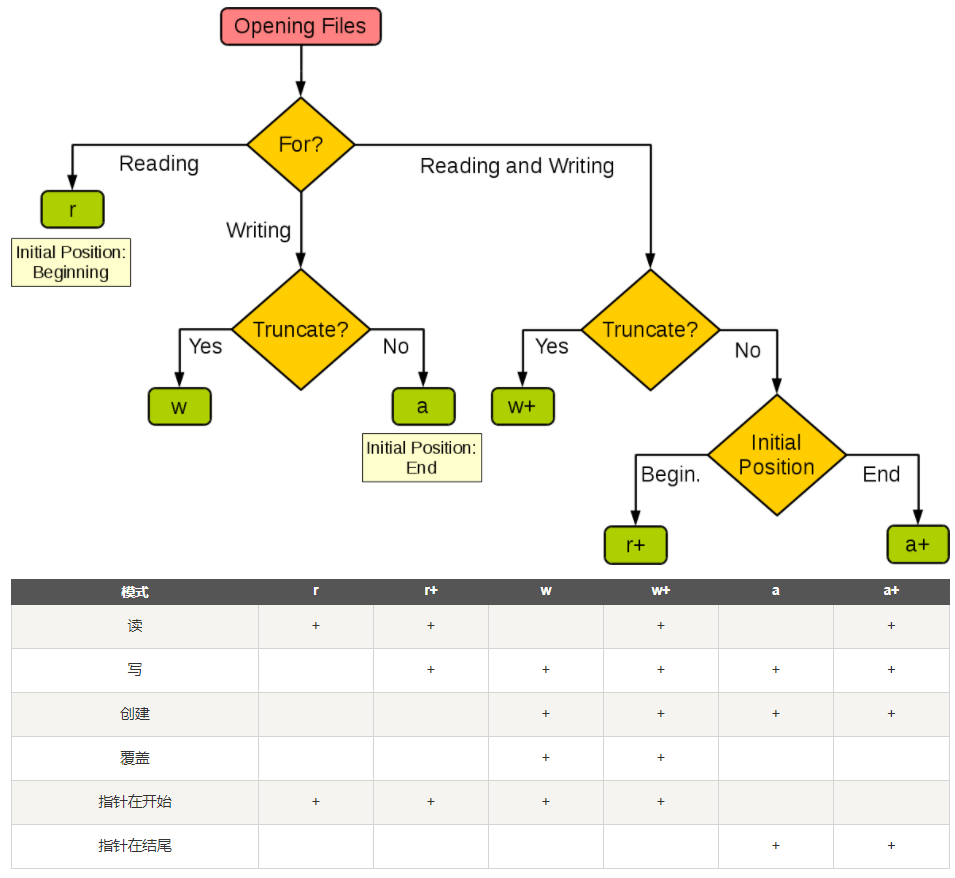 Opening Files
For?
Reading
Reading and Writing
r
Writing
Initial Position:
Beginning
Truncate?
Truncate?
Yes
No
Yes
No
w
a
w+
Initial Position:
End
Initial
Position
Begin.
End
r+
a+
模式 r r+ w w+ a a+
读 + + + +
写 + + + + +
创建 + + + +
覆盖 + +
指针在开始 + + + +
指针在结尾 + +